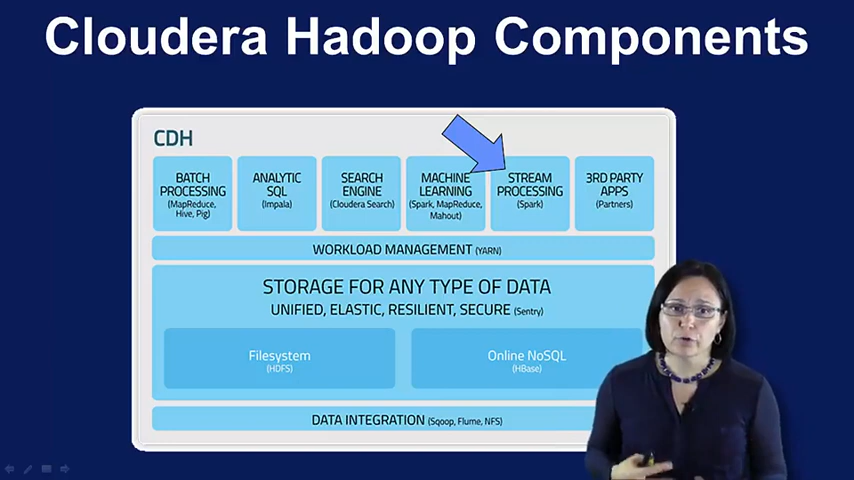 Cloudera Hadoop Components
CDH
BATCH
PROCESSING
(MapReduce,
Hive, Pig)
ANALYTIC
SQL
(Impala)
SEARCH
ENGINE
(Cloudera Search)
MACHINE
LEARNING
(Spark, MapReduce,
Mahout)
STREAM
PROCESSING
(Spark)
3RD PARTY
APPS
(Partners)
WORKLOAD MANAGEMENT (YARN)
STORAGE FOR ANY TYPE OF DATA
UNIFIED, ELASTIC, RESILIENT, SECURE (Sentry)
Filesystem
(HDFS)
Online NoSQL
(HBase)
DATA INTEGRATION (Sqoop, Flume, NFS)